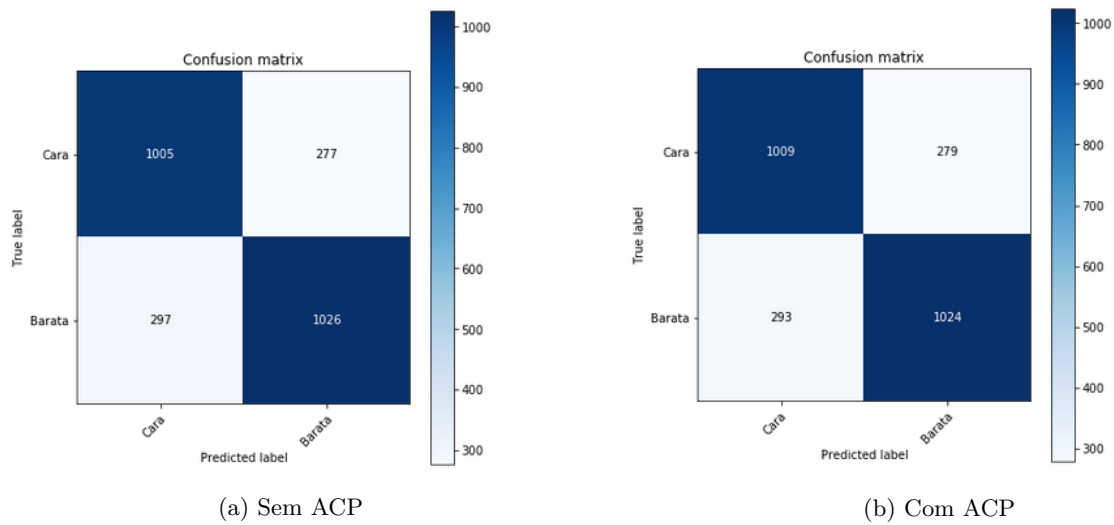 Confusion matrix
Cara
1005
277
Barata
297
1026
True label
Cara
Barata
Predicted label
1000
900
800
700
600
500
400
300
(a) Sem ACP
Confusion matrix
Cara
1009
279
Barata
293
1024
True label
Cara
Barata
Predicted label
1000
900
800
700
600
500
400
300
(b) Com ACP